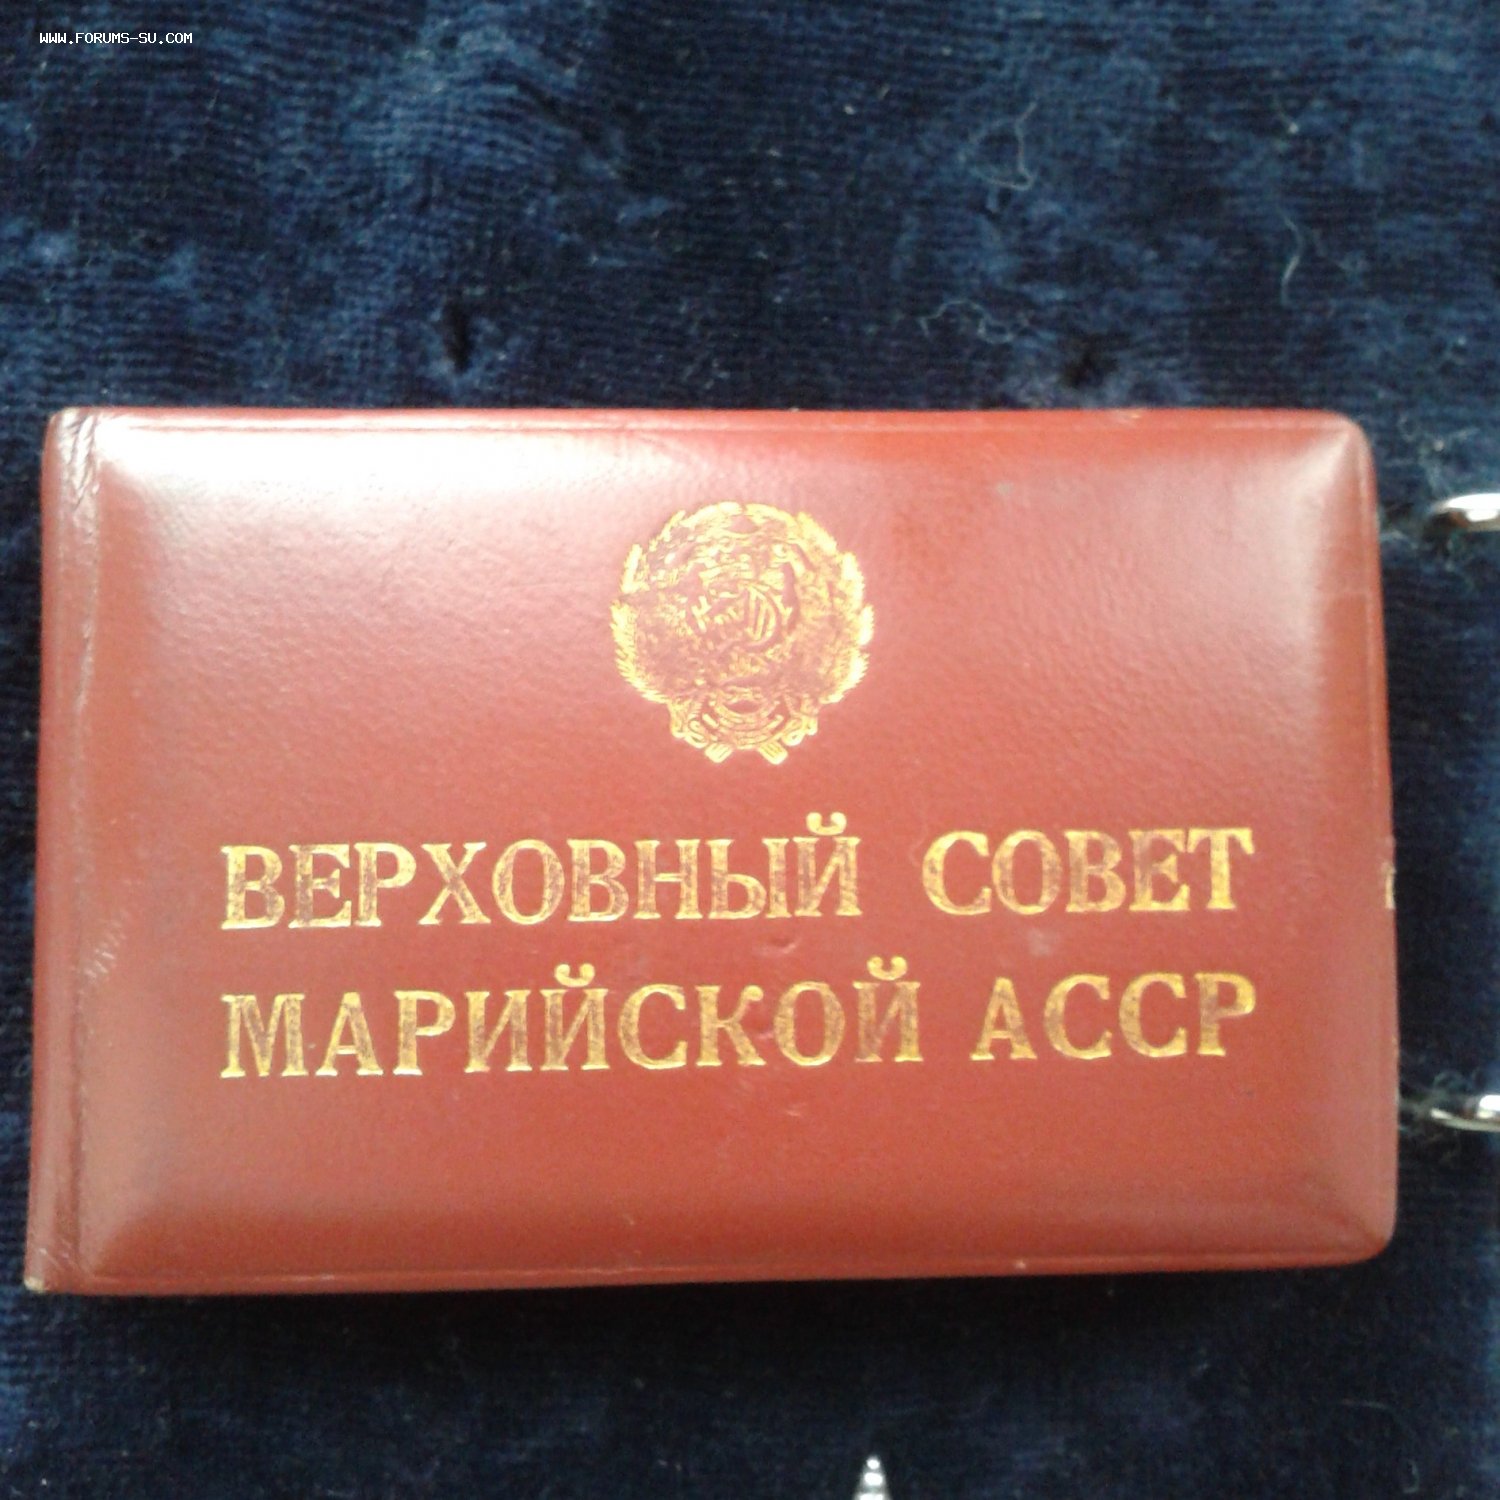 WWW.FORUMS-SU.COM
ВЕРХОВНЫЙ СОВЕТ
МАРИЙСКОЙ АССР